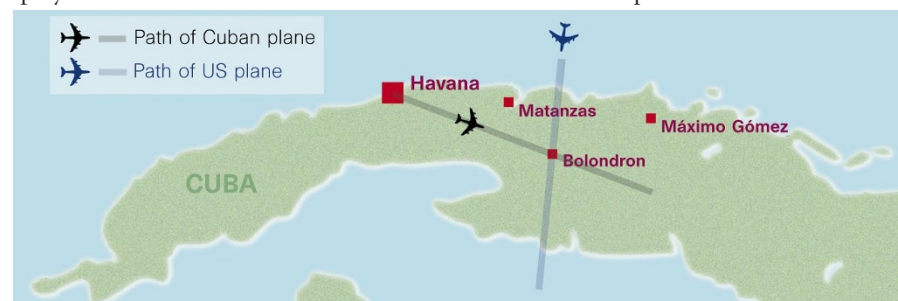 Path of Cuban plane
Path of US plane
Havana
Matanzas
Máximo Gómez
Bolondron
CUBA